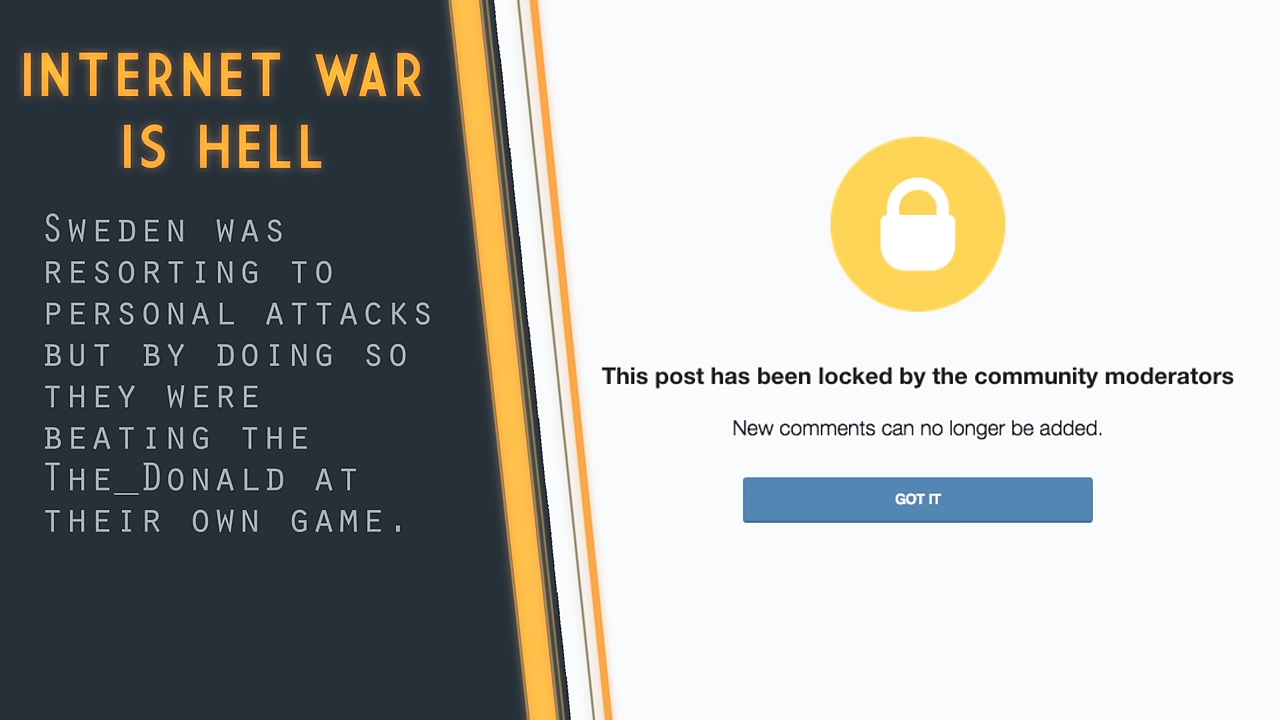 INTERNET WAR
IS HELL
SWEDEN WAS
RESORTING TO
PERSONAL ATTACKS
BUT BY DOING SO
THEY WERE
BEATING THE
THE_DONALD AT
THEIR OWN GAME.
This post has been locked by the community moderators
New comments can no longer be added.
GOT IT